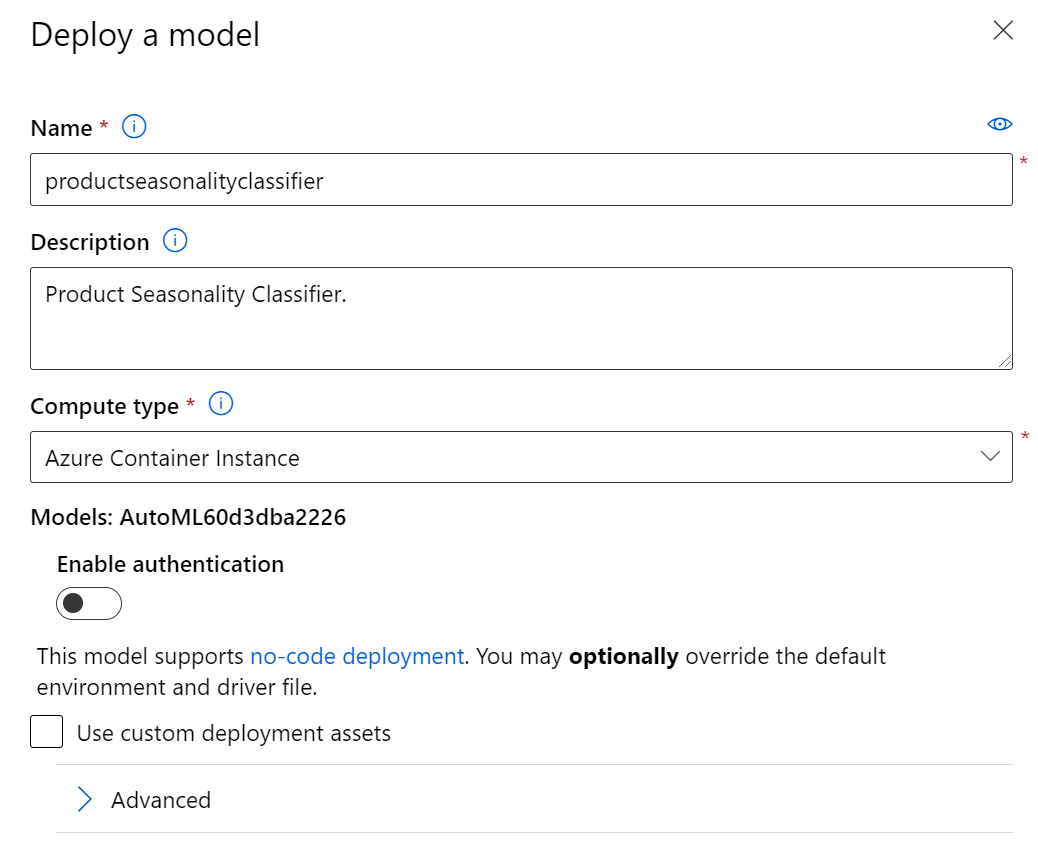 Deploy a model
Name *
*
productseasonalityclassifier
Description
Product Seasonality Classifier.
Compute type *
*
Azure Container Instance
Models: AutoML60d3dba2226
Enable authentication
This model supports no-code deployment. You may optionally override the default
environment and driver file.
Use custom deployment assets
Advanced